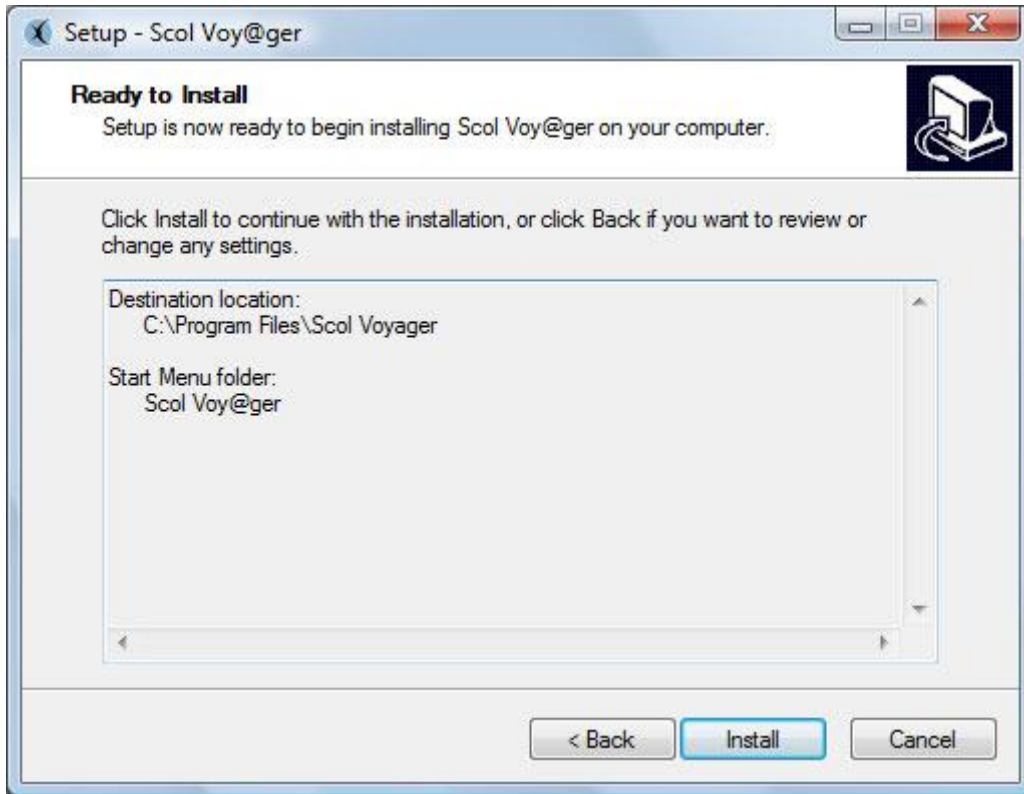 Setup - Scol Voy@ger
Ready to Install
Setup is now ready to begin installing Scol Voy@ger on your computer.
Click Install to continue with the installation, or click Back if you want to review or
change any settings.
Destination location:
C:\Program Files\Scol Voyager
Start Menu folder:
Scol Voy@ger
< Back
Install
Cancel